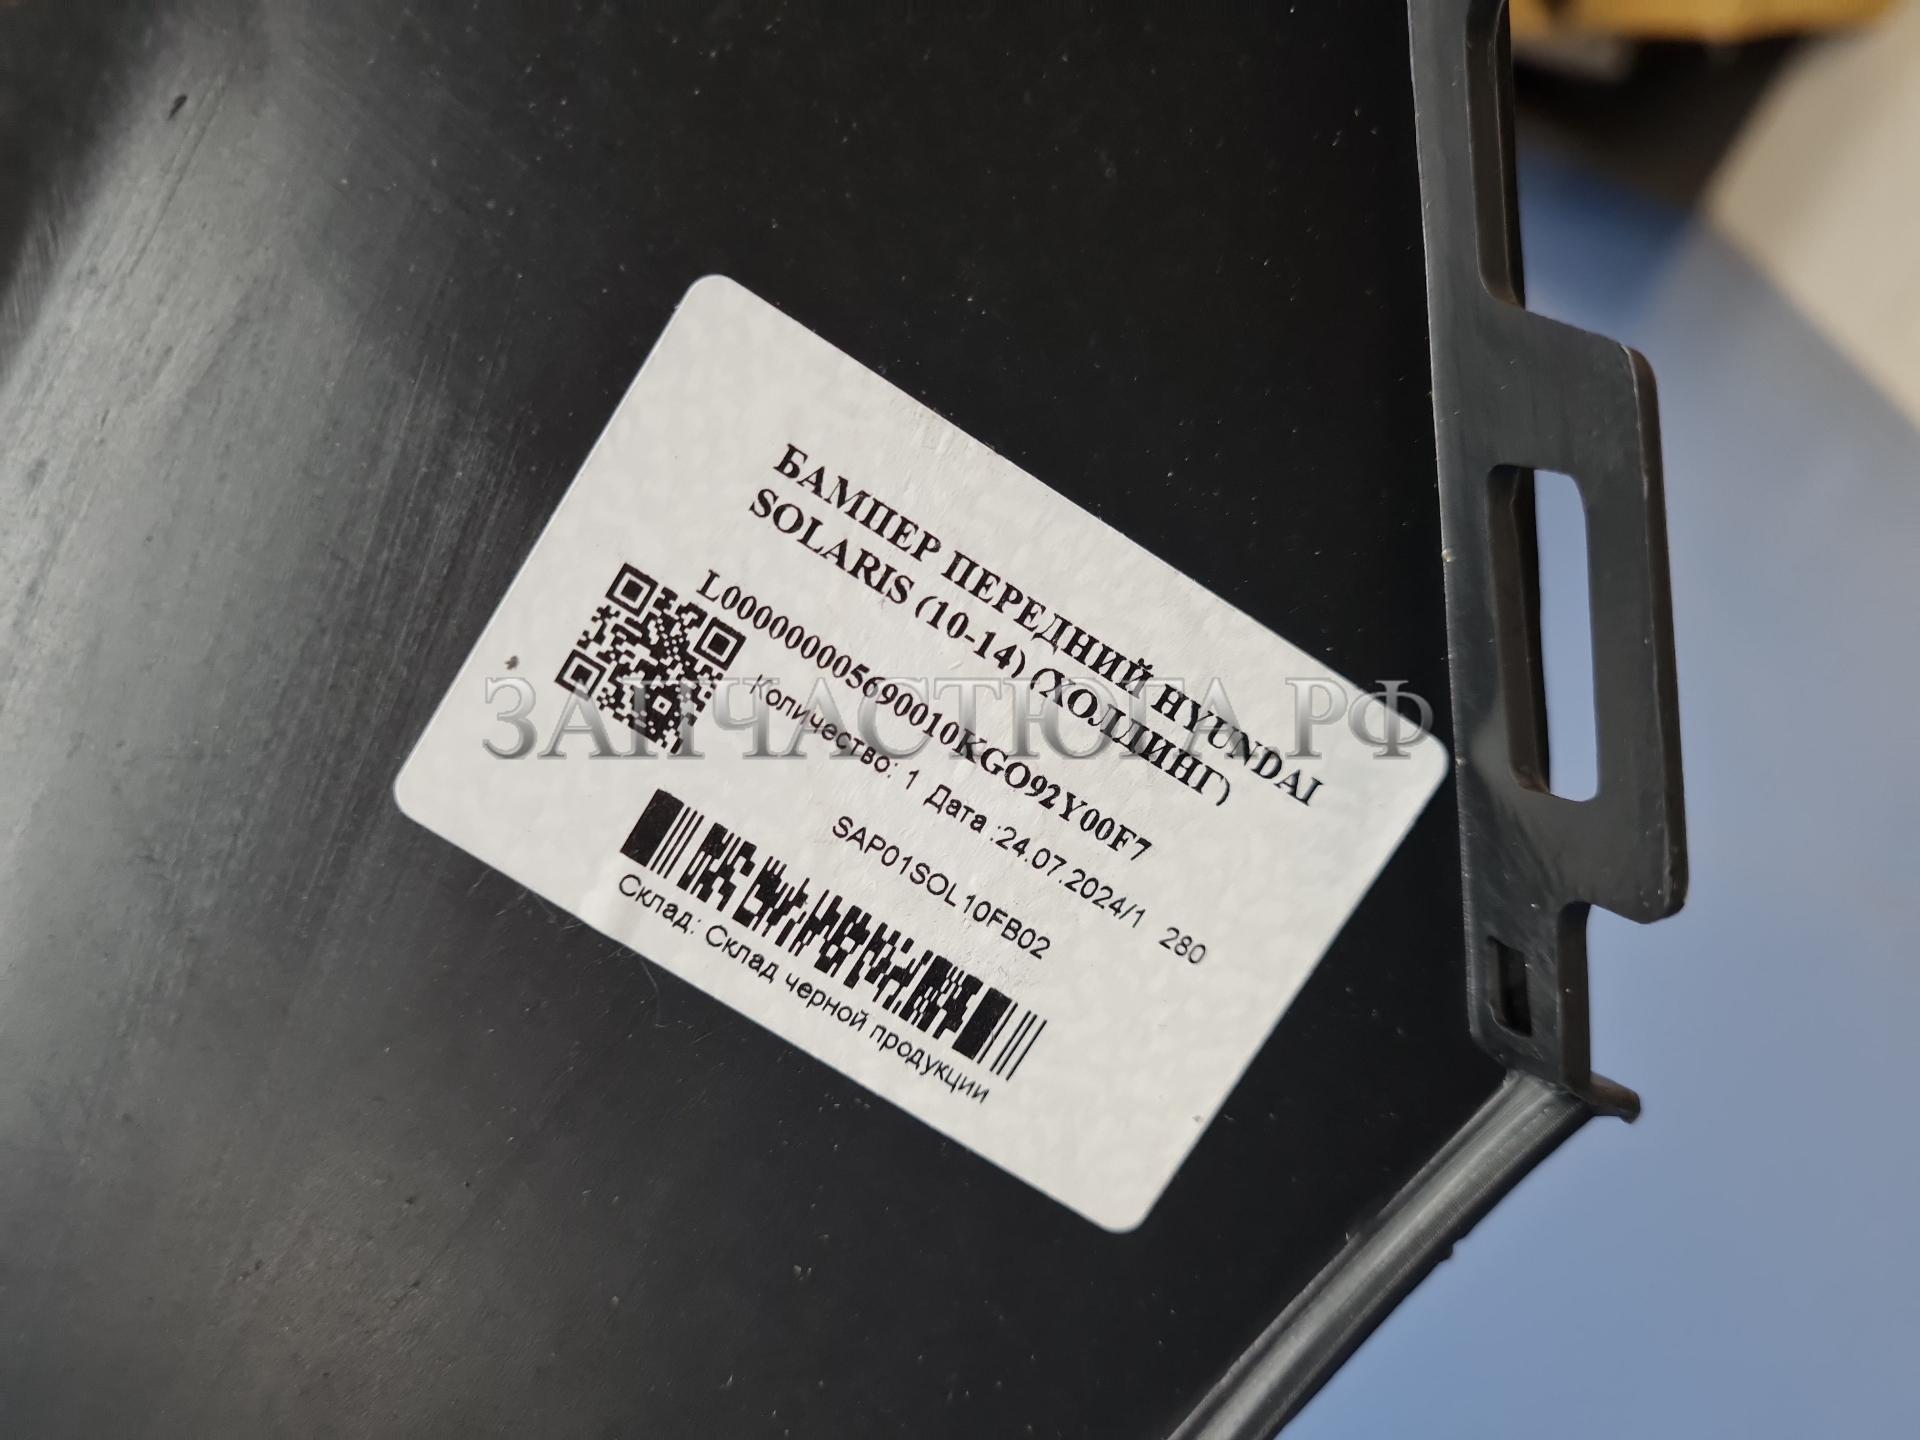 БАМПЕР ПЕРЕДНИЙ HYUNDAI
SOLARIS (10-14) (ХОЛДИНГ)
L0000000005690010KGO92Y00F7
Количество: 1 Дата :24.07.2024/1 280
SAP01SOL10FB02
Склад: Склад черной продукции
ЗАПЧАСТЮГА.РФ